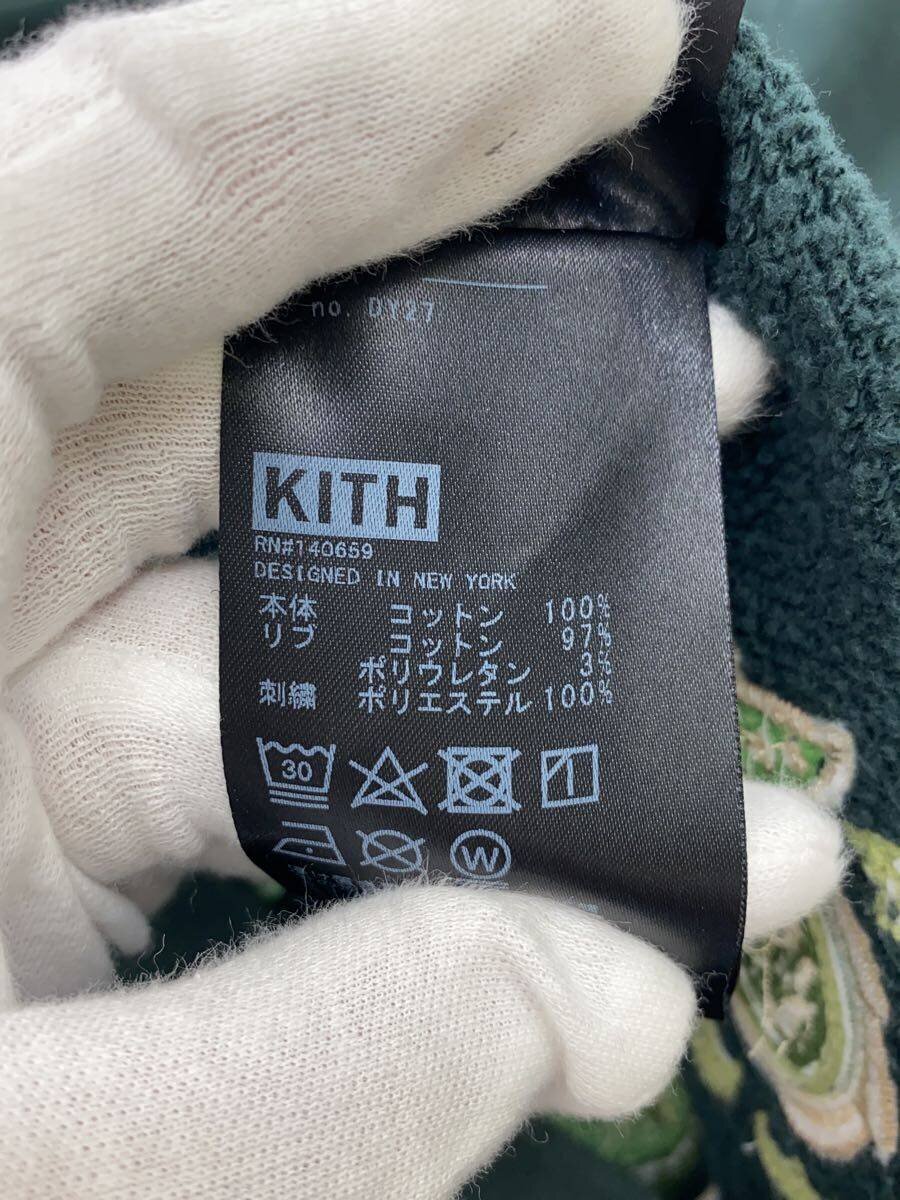 no. DY27
KITH
RN#140659
DESIGNED IN NEW YORK
本体 コットン 100%
リブ コットン 97%
ポリウレタン 3%
刺繍 ポリエステル 100%
30
W